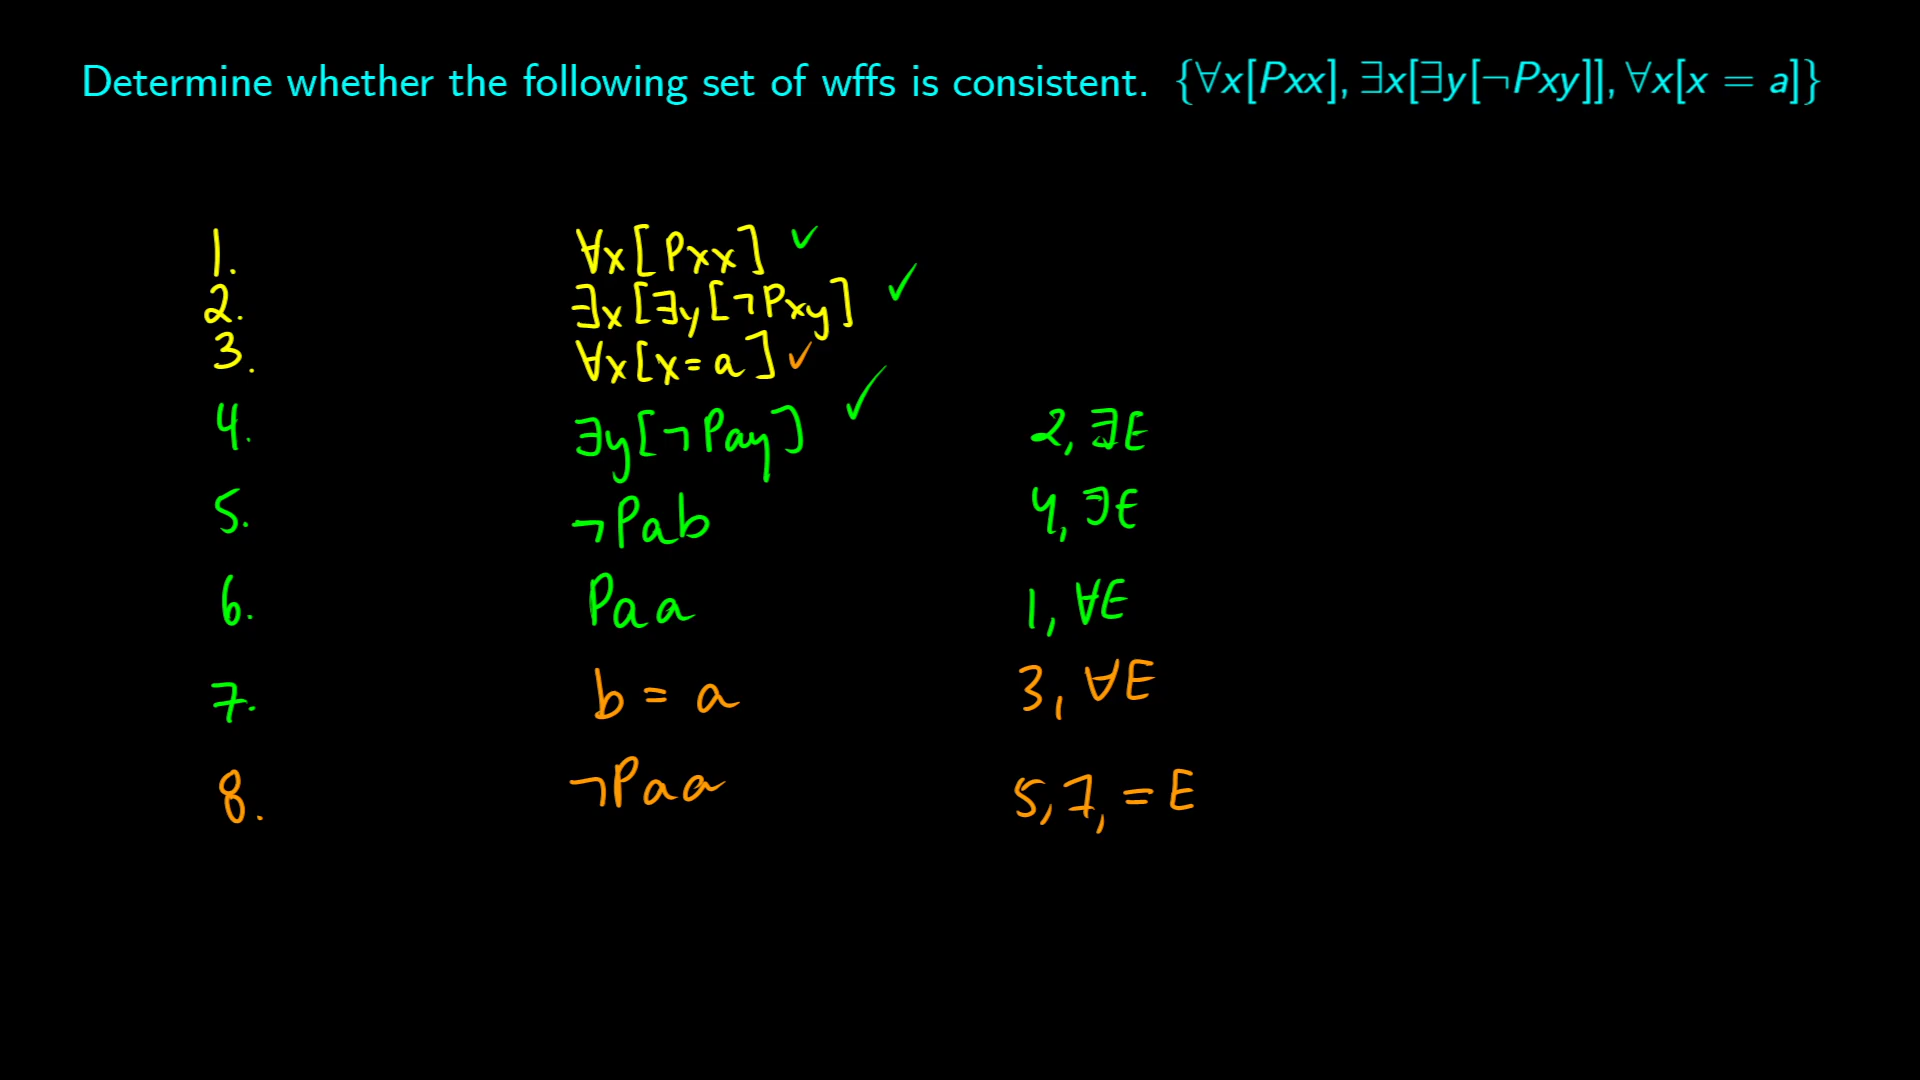 Determine whether the following set of wffs is consistent. {∀x[Pxx], ∃x[∃y[¬Pxy]], ∀x[x = a]}
1. ∀x[Pxx] ✓
2. ∃x[∃y[¬Pxy] ✓
3. ∀x[x=a] ✓
4. ∃y[¬Pay] ✓ 2, ∃E
5. ¬Pab 4, ∃E
6. Paa 1, ∀E
7. b = a 3, ∀E
8. ¬Paa 5, 7, = E